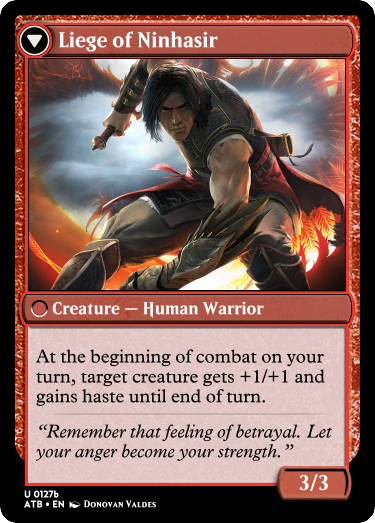 Liege of Ninhasir
Creature — Human Warrior
At the beginning of combat on your
turn, target creature gets +1/+1 and
gains haste until end of turn.
“Remember that feeling of betrayal. Let
your anger become your strength.”
3/3
U 0127b
ATB • EN Donovan Valdes